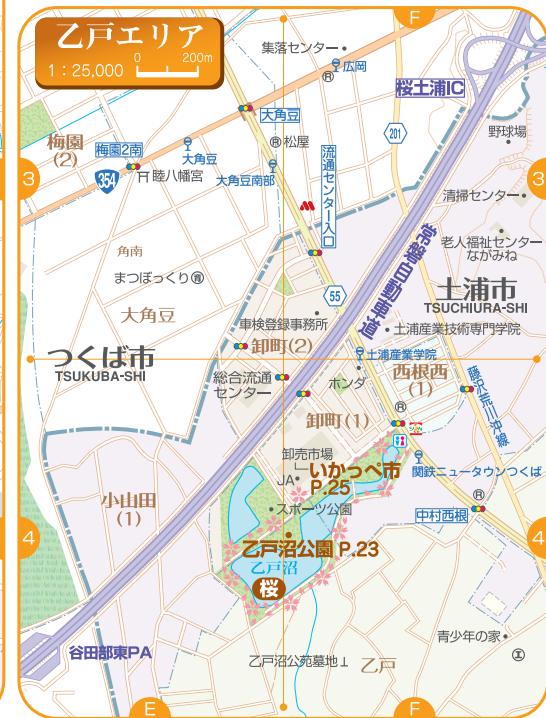 乙戸エリア
1：25,000 0 200m
F
集落センター
Ⓡ
広岡
桜土浦IC
大角豆
201
梅園
(2)
梅園2南
大角豆
Ⓡ松屋
野球場
3
354
睦八幡宮
大角豆南部
流通センター入口
3
清掃センター
角南
老人福祉センター
ながみね
まつぼっくり
55
常磐自動車道
土浦市
TSUCHIURA-SHI
大角豆
車検登録事務所
土浦産業技術専門学院
卸町(2)
つくば市
TSUKUBA-SHI
土浦産業学院
総合流通
センター
ホンダ
西根西
(1)
卸町(1)
Ⓡ
卸売市場
いかっぺ市
P.25
JA
関鉄ニュータウンつくば
小山田
(1)
スポーツ公園
Ⓡ
中村西根
4
乙戸沼公園 P.23
4
乙戸沼
桜
青少年の家
谷田部東PA
乙戸沼公苑墓地
乙戸
E
F